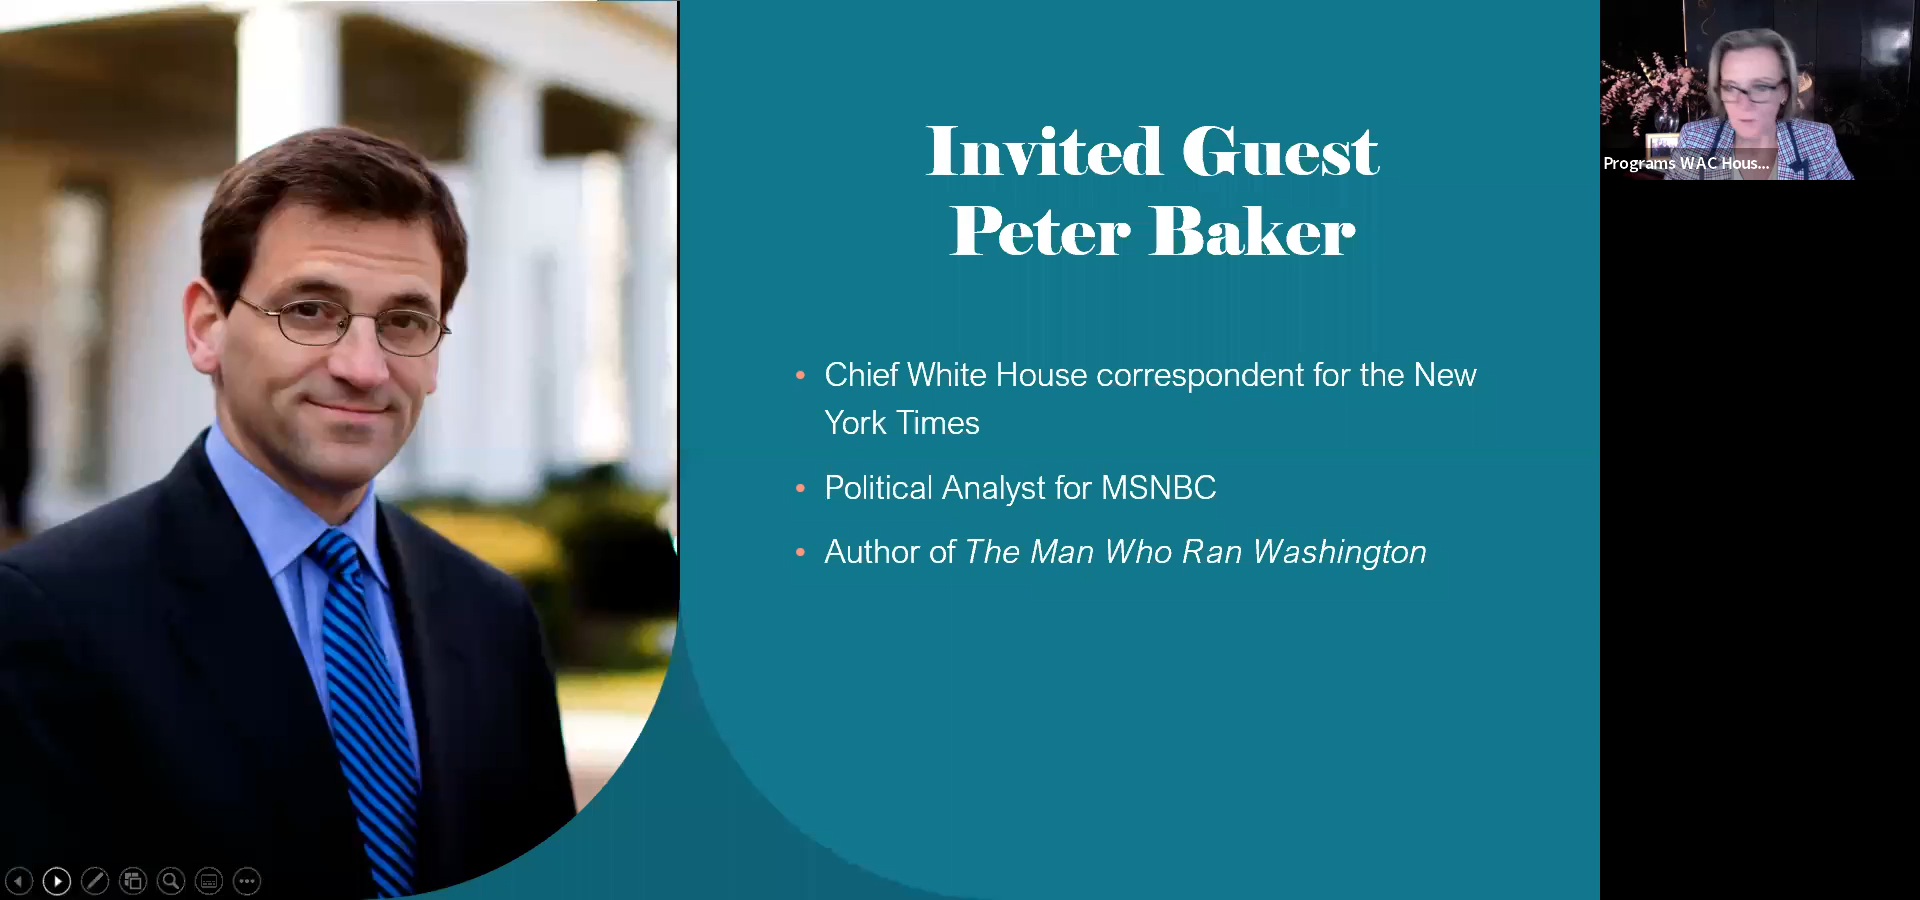 Invited Guest
Peter Baker
• Chief White House correspondent for the New
York Times
• Political Analyst for MSNBC
• Author of The Man Who Ran Washington
Programs WAC Hous...